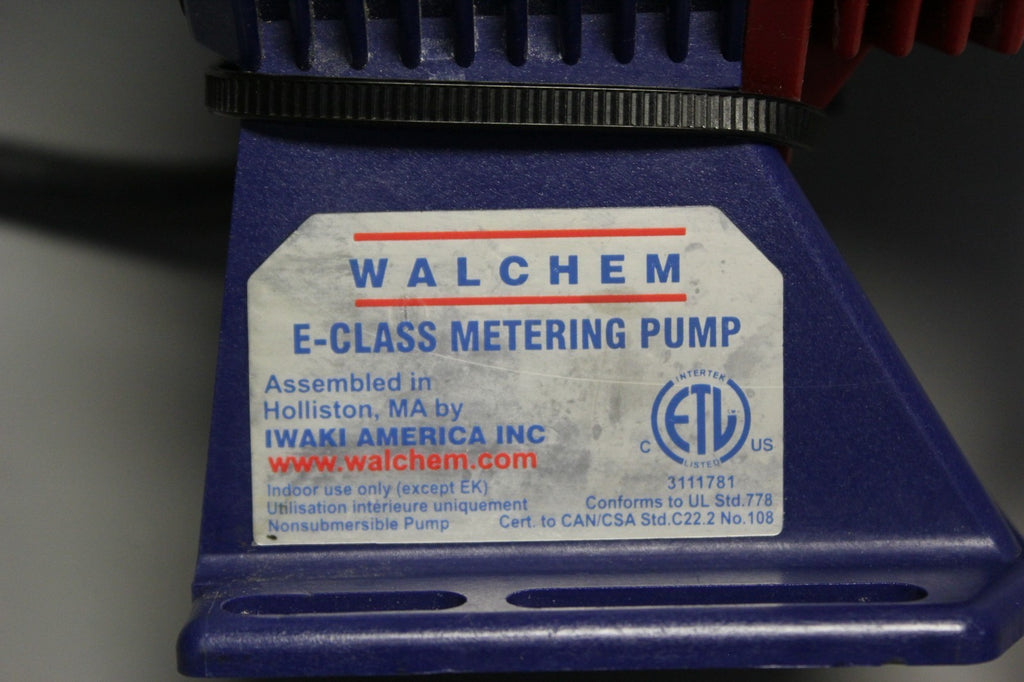 WALCHEM
E-CLASS METERING PUMP
Assembled in
Holliston, MA by
IWAKI AMERICA INC
www.walchem.com
Indoor use only (except EK)
Utilisation intérieure uniquement
Nonsubmersible Pump
INTERTEK
ETL
C US
LISTED
3111781
Conforms to UL Std.778
Cert. to CAN/CSA Std.C22.2 No.108